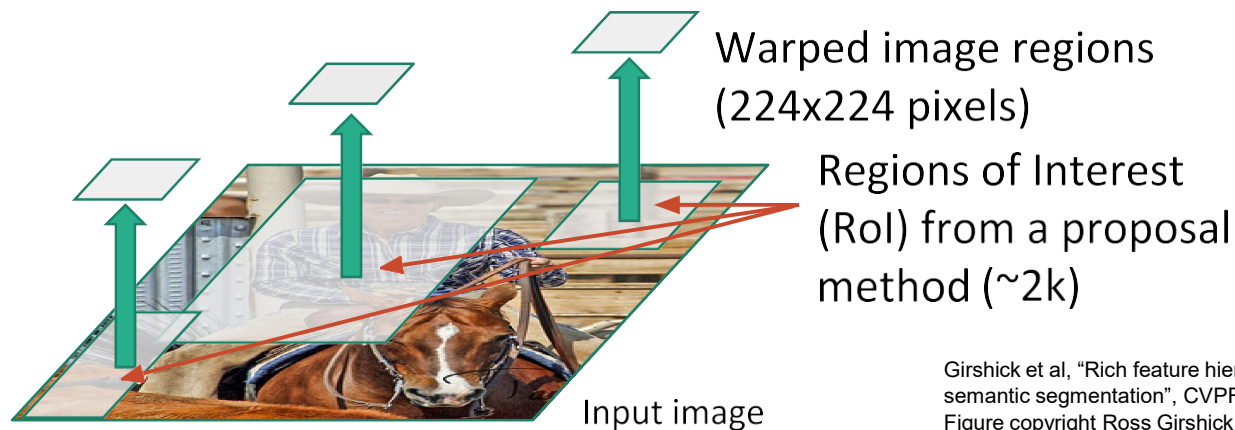 Warped image regions
(224x224 pixels)
Regions of Interest
(RoI) from a proposal
method (~2k)
Input image
Girshick et al, “Rich feature hier
semantic segmentation”, CVPR
Figure copyright Ross Girshick